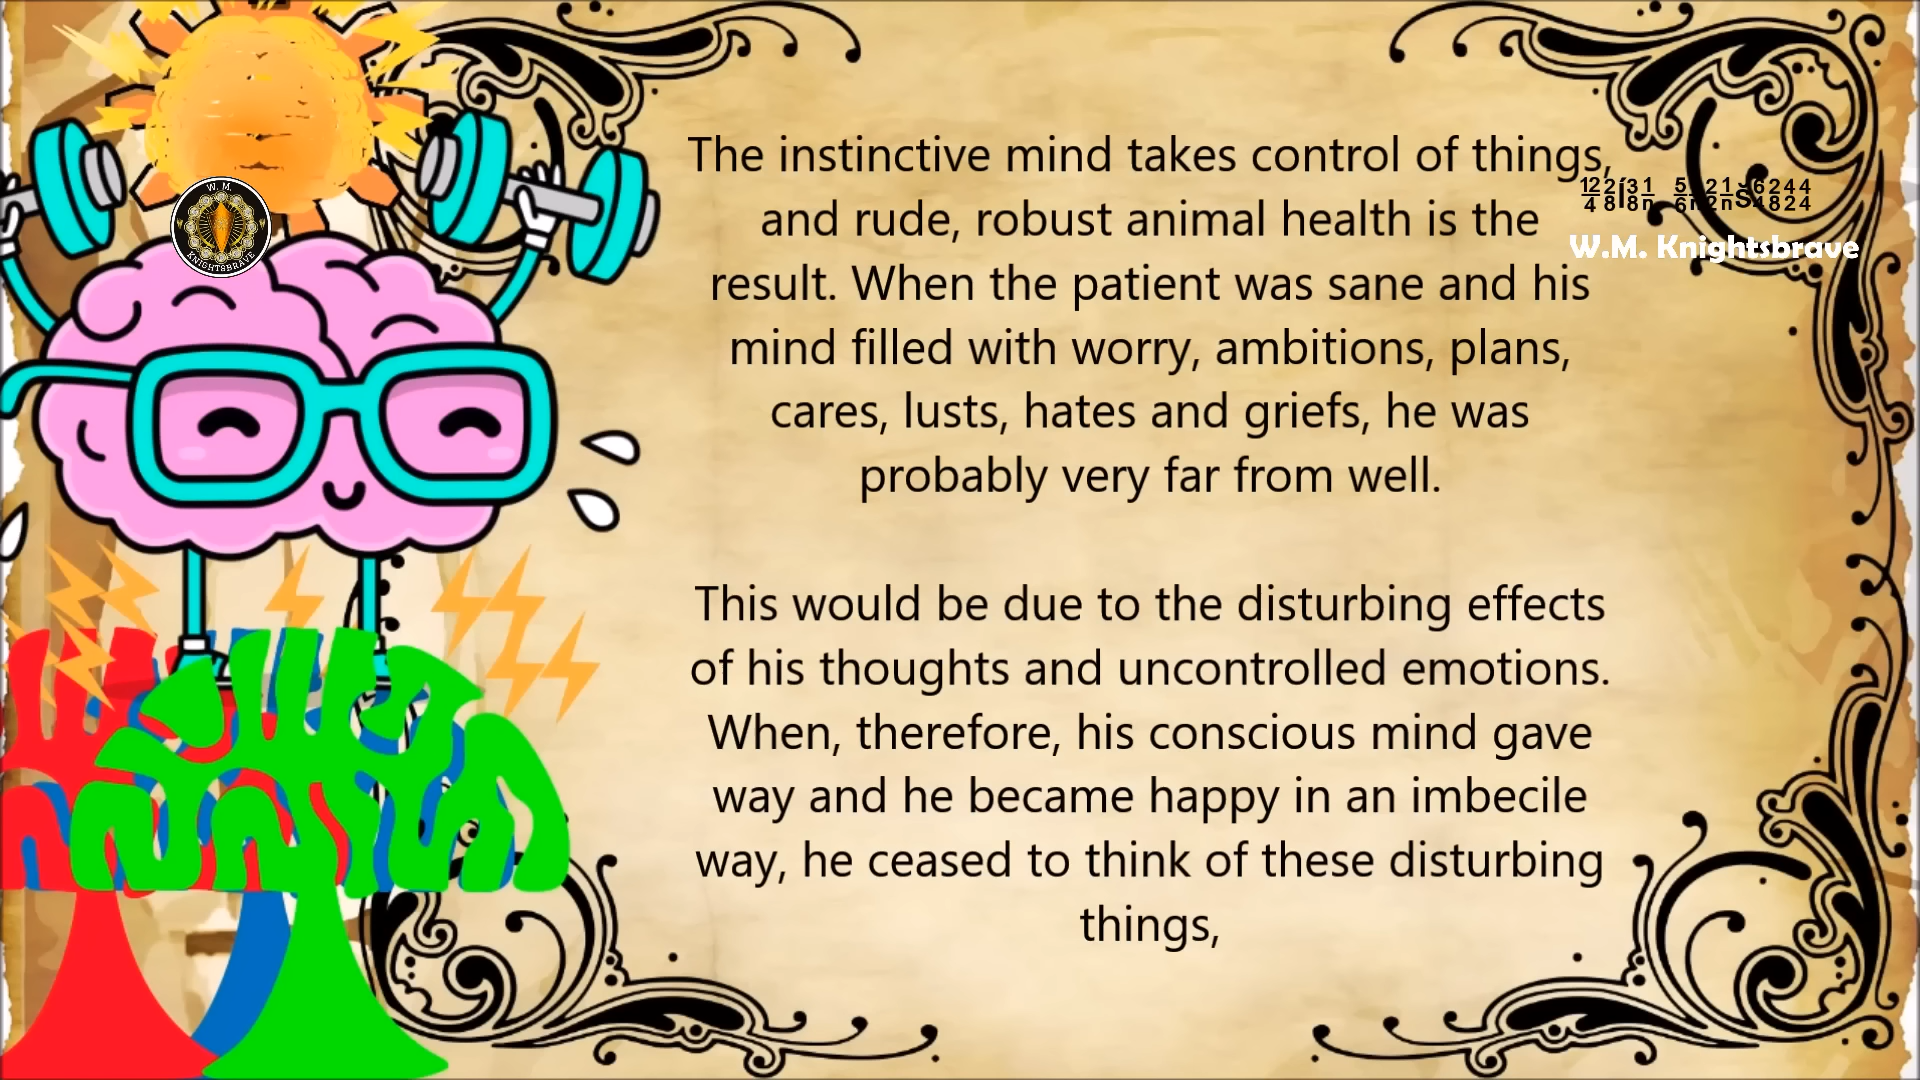 The instinctive mind takes control of things,
and rude, robust animal health is the
result. When the patient was sane and his
mind filled with worry, ambitions, plans,
cares, lusts, hates and griefs, he was
probably very far from well.
This would be due to the disturbing effects
of his thoughts and uncontrolled emotions.
When, therefore, his conscious mind gave
way and he became happy in an imbecile
way, he ceased to think of these disturbing
things,
W.M. Knightsbrave
W. M.
KNIGHTSBRAVE